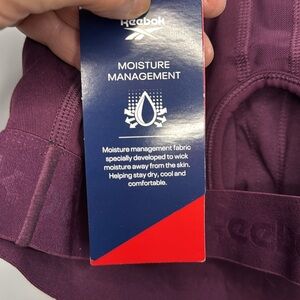 Reebok
MOISTURE
MANAGEMENT
Moisture management fabric
specially developed to wick
moisture away from the skin.
Helping stay dry, cool and
comfortable.
Reebok